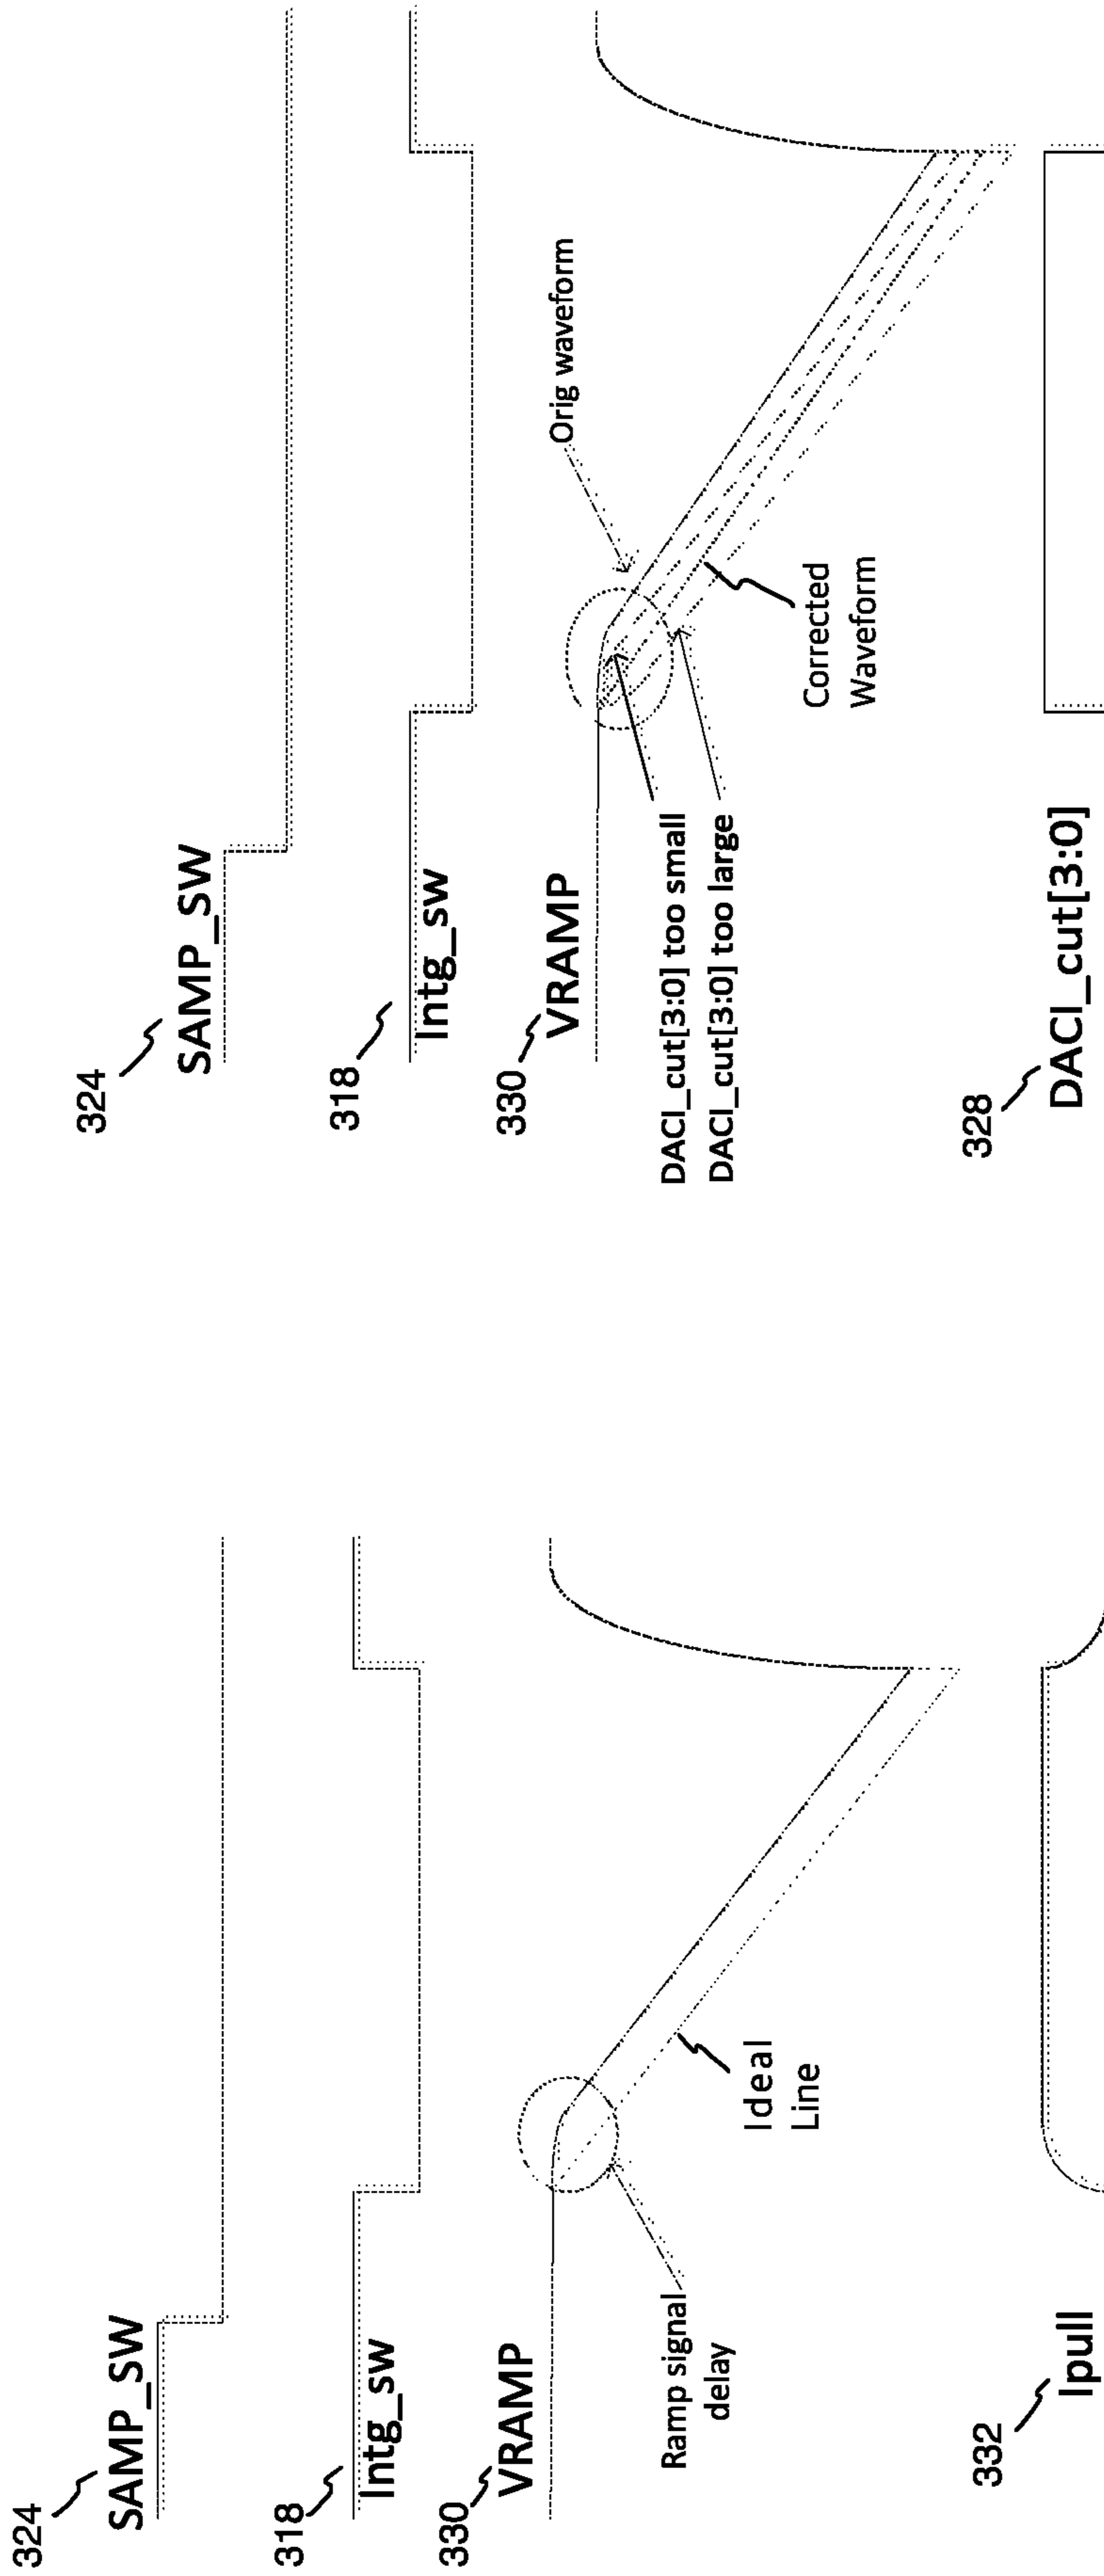 324
SAMP_SW
318
Intg_sw
330
VRAMP
Ramp signal
delay
Ideal
Line
332
Ipull
324
SAMP_SW
318
Intg_sw
330
VRAMP
Orig waveform
DACI_cut[3:0] too small
DACI_cut[3:0] too large
Corrected
Waveform
328
DACI_cut[3:0]